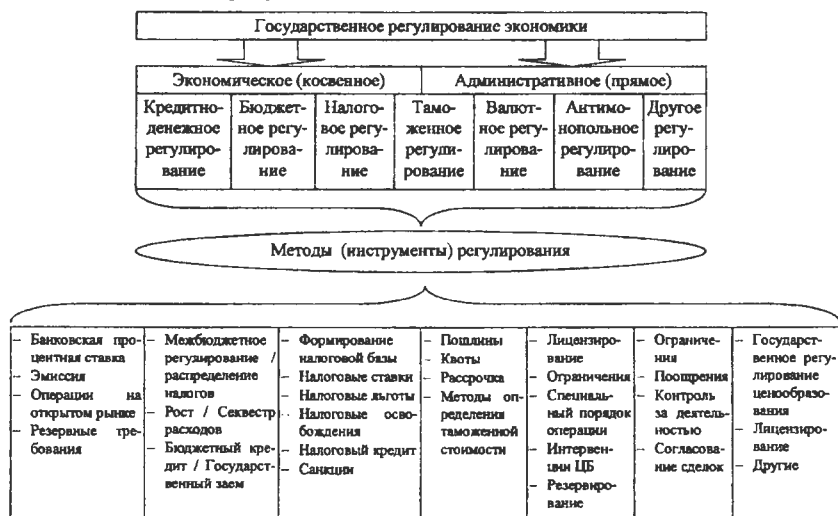 Государственное регулирование экономики
Экономическое (косвенное)
Административное (прямое)
Кредитно-
денежное
регулиро-
вание
Бюджет-
ное регу-
лирова-
ние
Налого-
вое регу-
лирова-
ние
Тамо-
женное
регули-
рование
Валют-
ное регу-
лирова-
ние
Антимо-
нопольное
регулиро-
вание
Другое
регу-
лиро-
вание
Методы (инструменты) регулирования
– Банковская про-
центная ставка
– Эмиссия
– Операции на
открытом рынке
– Резервные тре-
бования
– Межбюджетное
регулирование /
распределение
налогов
– Рост / Секвестр
расходов
– Бюджетный кре-
дит / Государст-
венный заем
– Формирование
налоговой базы
– Налоговые ставки
– Налоговые льготы
– Налоговые осво-
бождения
– Налоговый кредит
– Санкции
– Пошлины
– Квоты
– Рассрочка
– Методы оп-
ределения
таможенной
стоимости
– Лицензиро-
вание
– Ограничения
– Специаль-
ный порядок
операции
– Интервен-
ции ЦБ
– Резервиро-
вание
– Ограниче-
ния
– Поощрения
– Контроль
за деятель-
ностью
– Согласова-
ние сделок
– Государст-
венное регу-
лирование
ценообразо-
вания
– Лицензиро-
вание
– Другие